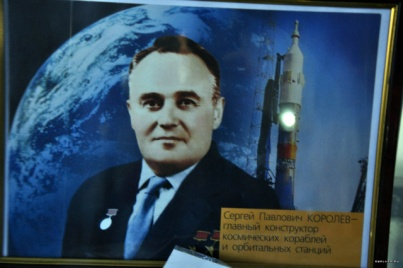 Сергей Павлович КОРОЛЕВ–
главный конструктор
космических кораблей
и орбитальных станций